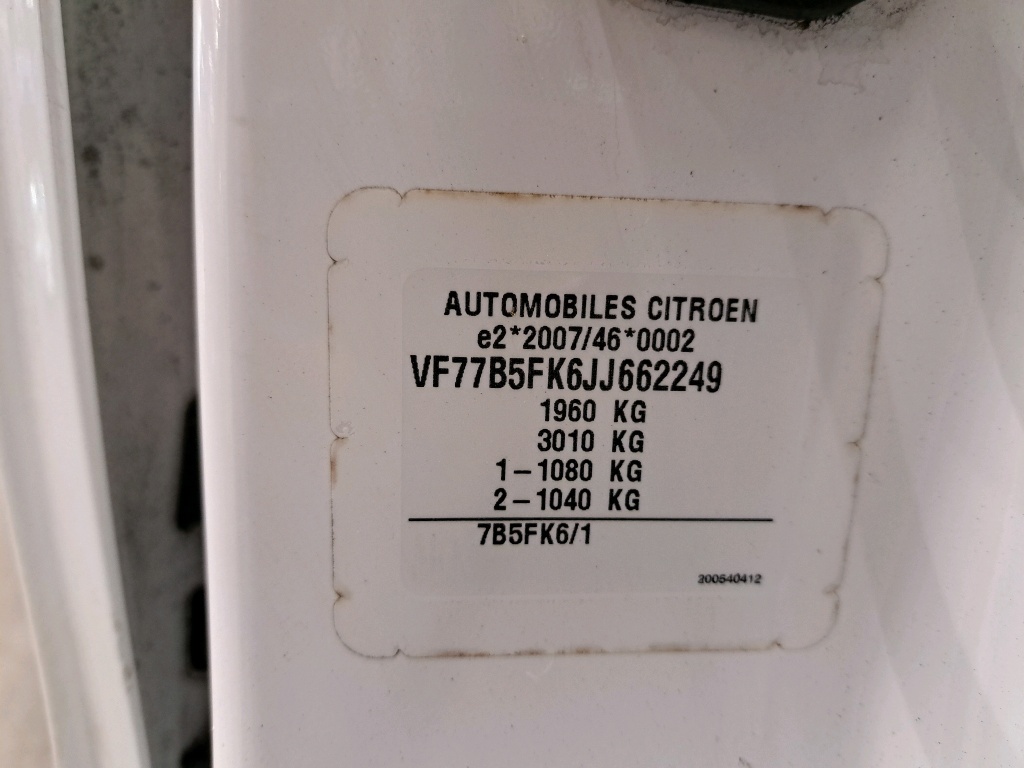 AUTOMOBILES CITROEN
e2*2007/46*0002
VF77B5FK6JJ662249
1960 KG
3010 KG
1-1080 KG
2-1040 KG
7B5FK6/1
200540412